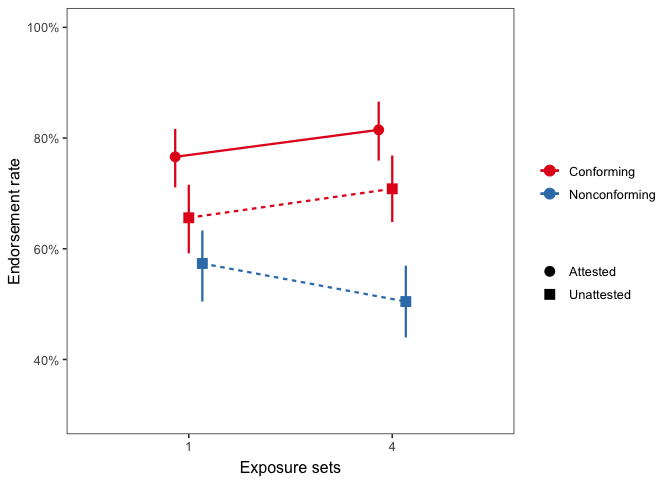 100%
80%
60%
40%
Endorsement rate
1
4
Exposure sets
Conforming
Nonconforming
Attested
Unattested